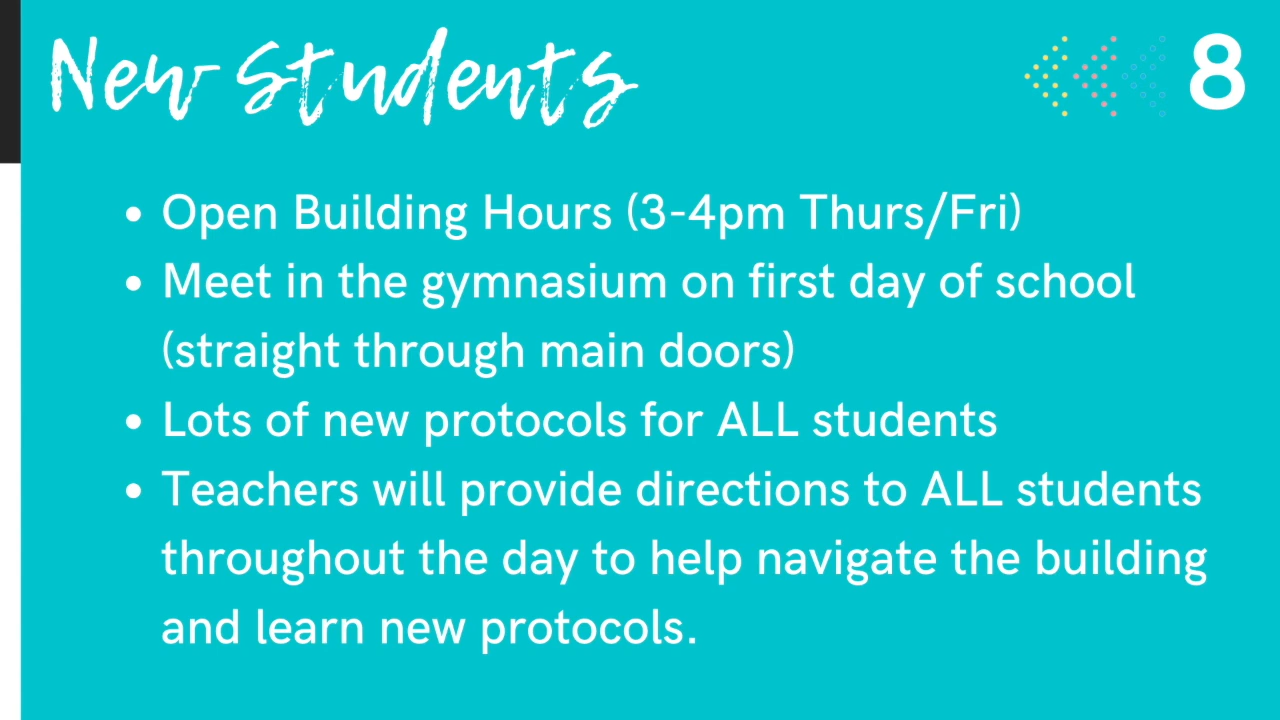 New Students
8
• Open Building Hours (3-4pm Thurs/Fri)
• Meet in the gymnasium on first day of school
(straight through main doors)
• Lots of new protocols for ALL students
• Teachers will provide directions to ALL students
throughout the day to help navigate the building
and learn new protocols.